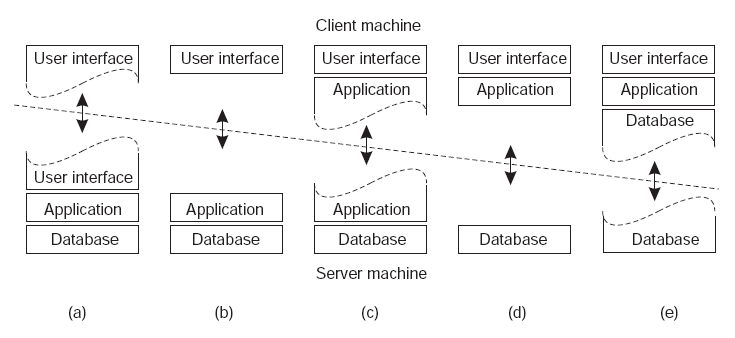 Client machine
User interface User interface User interface User interface User interface
Application Application Application
Database
User interface
Application Application Application
Database Database Database Database Database
Server machine
(a) (b) (c) (d) (e)